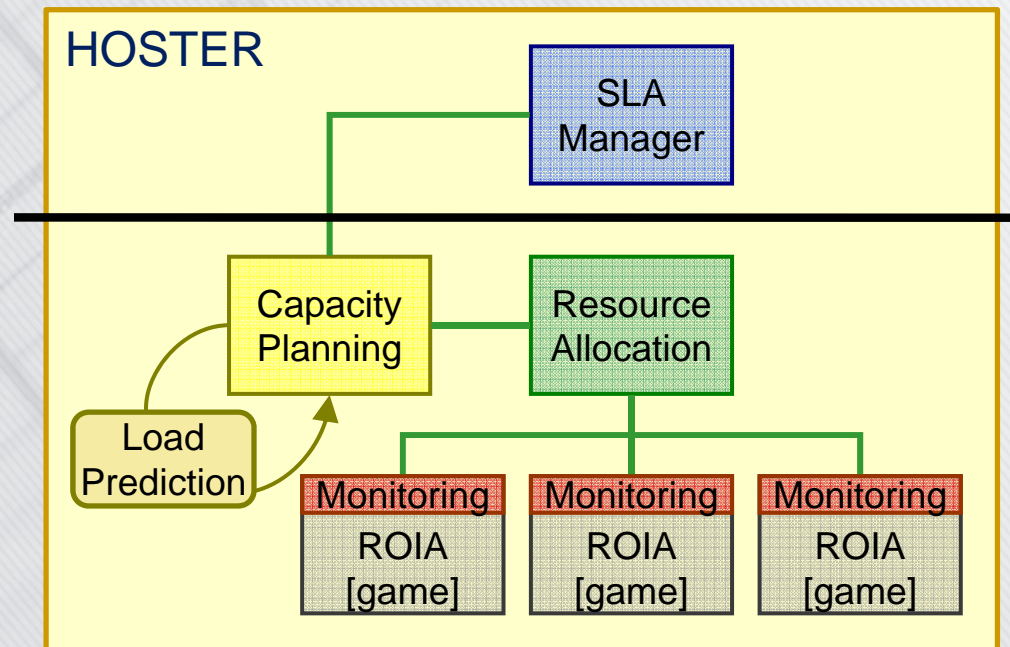 HOSTER
SLA
Manager
Capacity
Planning
Resource
Allocation
Load
Prediction
Monitoring
ROIA
[game]
Monitoring
ROIA
[game]
Monitoring
ROIA
[game]